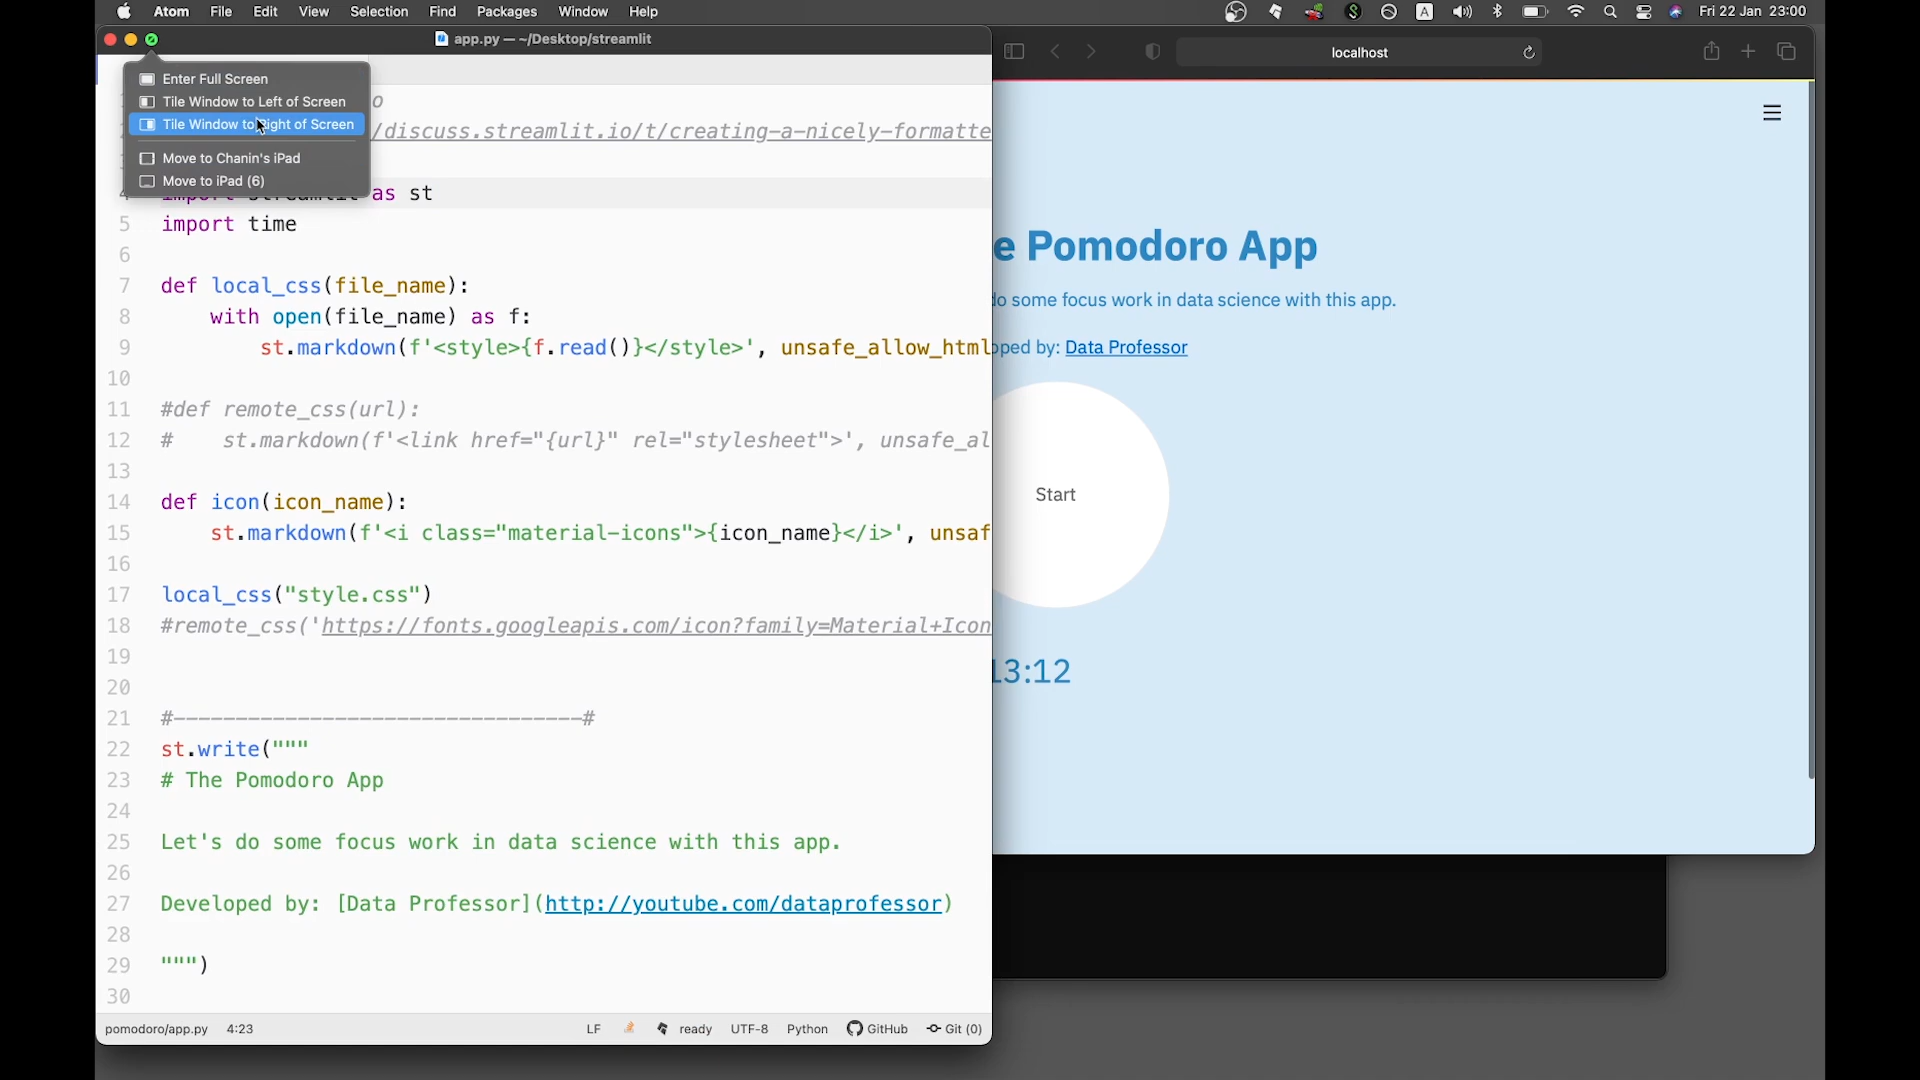 Atom File Edit View Selection Find Packages Window Help
A
Fri 22 Jan 23:00
app.py — ~/Desktop/streamlit
localhost
Enter Full Screen
Tile Window to Left of Screen
Tile Window to Right of Screen
Move to Chanin's iPad
Move to iPad (6)
o
/discuss.streamlit.io/t/creating-a-nicely-formatte
4 import streamlit as st
5 import time
6
7 def local_css(file_name):
8 with open(file_name) as f:
9 st.markdown(f'<style>{f.read()}</style>', unsafe_allow_html
10
11 #def remote_css(url):
12 # st.markdown(f'<link href="{url}" rel="stylesheet">', unsafe_al
13
14 def icon(icon_name):
15 st.markdown(f'<i class="material-icons">{icon_name}</i>', unsaf
16
17 local_css("style.css")
18 #remote_css('https://fonts.googleapis.com/icon?family=Material+Icon
19
20
21 #---------------------------------#
22 st.write("""
23 # The Pomodoro App
24
25 Let's do some focus work in data science with this app.
26
27 Developed by: [Data Professor](http://youtube.com/dataprofessor)
28
29 """)
30
pomodoro/app.py 4:23 LF ready UTF-8 Python GitHub Git (0)
e Pomodoro App
do some focus work in data science with this app.
oped by: Data Professor
Start
13:12